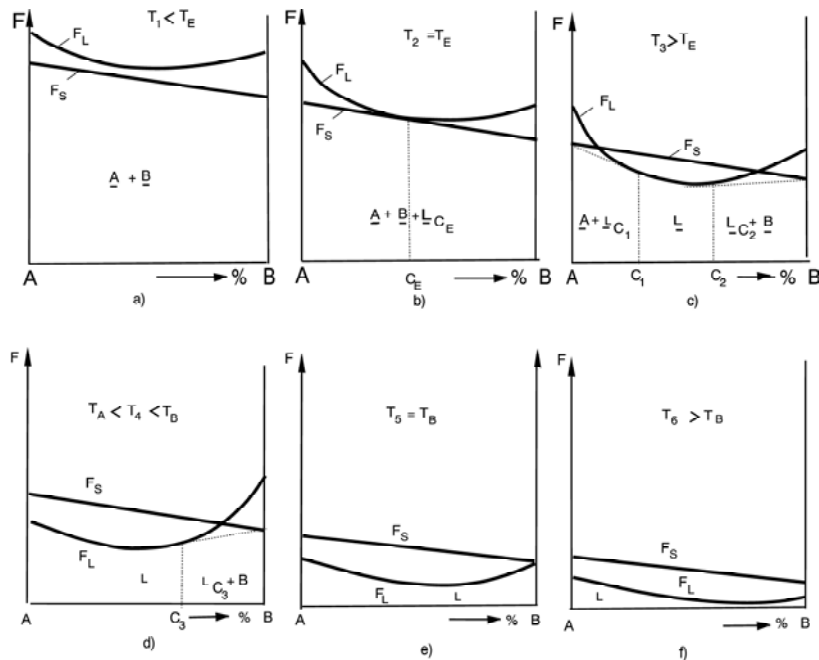 F
T1 < TE
FL
FS
A + B
A
%
B
a)
F
T2 = TE
FL
FS
A + B + L CE
A
CE
%
B
b)
F
T3 > TE
FL
FS
A + L C1
L
L C2 + B
A
C1
C2
%
B
c)
F
TA < T4 < TB
FS
FL
L
L C3 + B
A
C3
%
B
d)
F
T5 = TB
FS
FL
L
A
%
B
e)
F
T6 > TB
FS
L
FL
A
%
B
f)